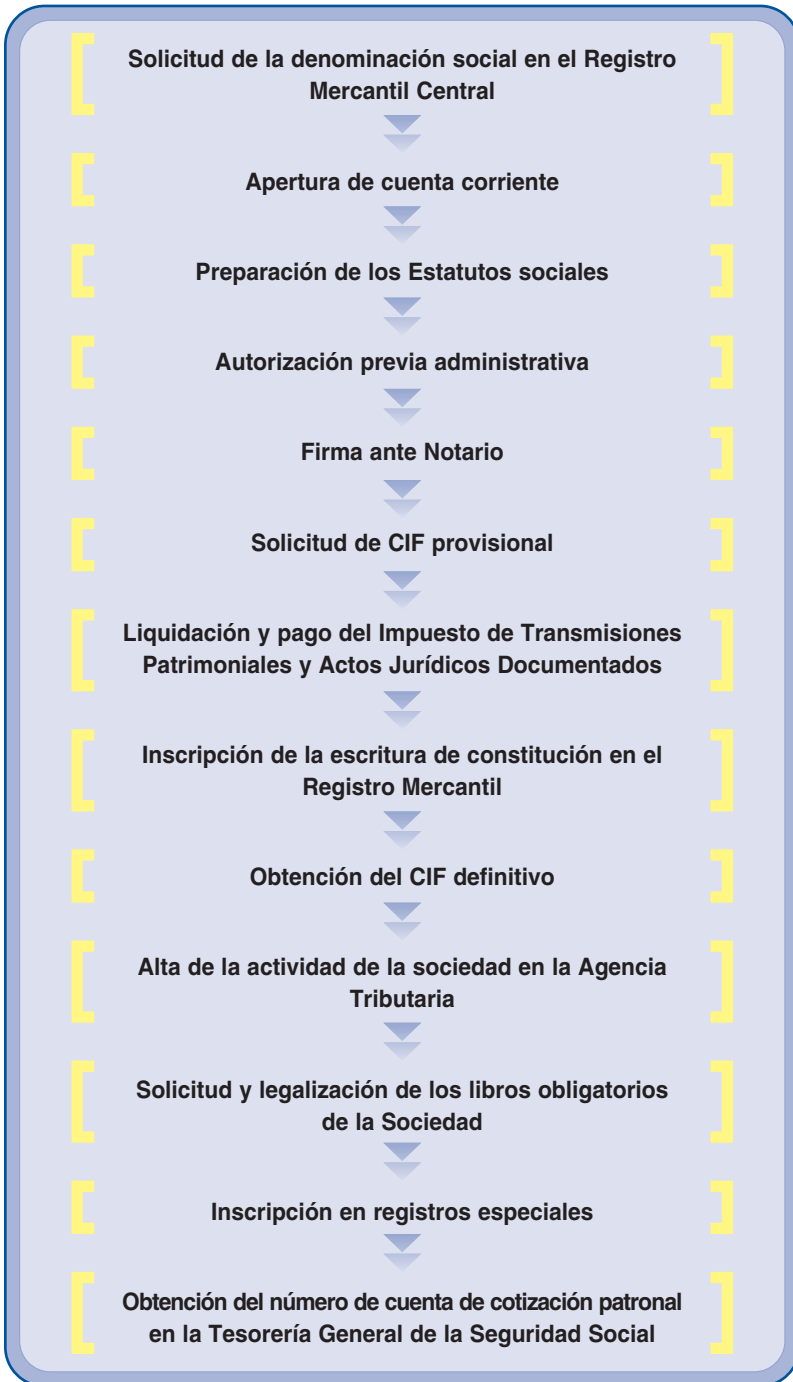 Solicitud de la denominación social en el Registro
Mercantil Central
Apertura de cuenta corriente
Preparación de los Estatutos sociales
Autorización previa administrativa
Firma ante Notario
Solicitud de CIF provisional
Liquidación y pago del Impuesto de Transmisiones
Patrimoniales y Actos Jurídicos Documentados
Inscripción de la escritura de constitución en el
Registro Mercantil
Obtención del CIF definitivo
Alta de la actividad de la sociedad en la Agencia
Tributaria
Solicitud y legalización de los libros obligatorios
de la Sociedad
Inscripción en registros especiales
Obtención del número de cuenta de cotización patronal
en la Tesorería General de la Seguridad Social